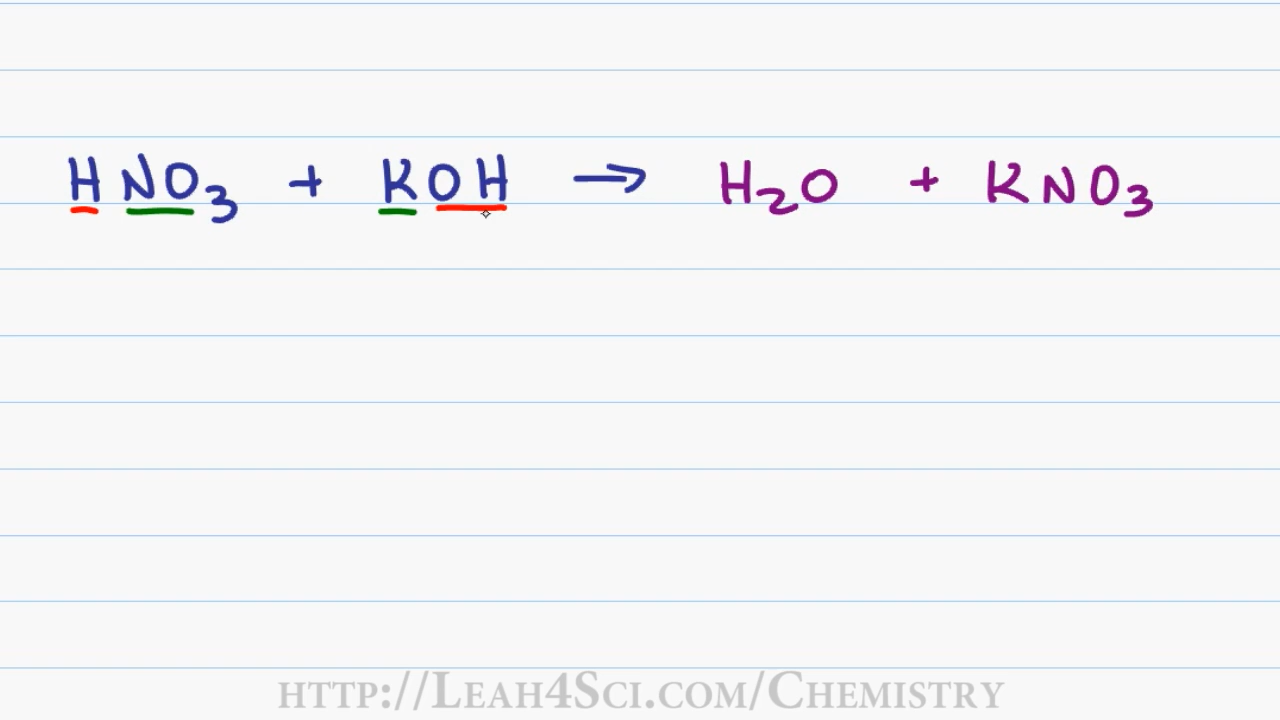 HNO3 + KOH → H2O + KNO3
HTTP://LEAH4SCI.COM/CHEMISTRY